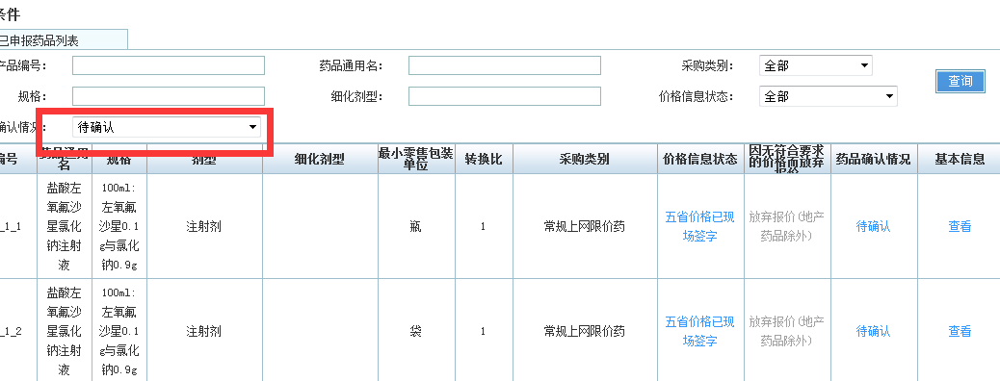 条件
已申报药品列表
产品编号:
药品通用名:
采购类别:
全部
查询
规格:
细化剂型:
价格信息状态:
全部
确认情况:
待确认
编号
药品通用名
规格
剂型
细化剂型
最小零售包装单位
转换比
采购类别
价格信息状态
因无符合要求的价格而放弃报价
药品确认情况
基本信息
_1_1
盐酸左
氧氟沙
星氯化
钠注射
液
100ml:
左氧氟
沙星0.1
g与氯化
钠0.9g
注射剂
瓶
1
常规上网限价药
五省价格已现
场签字
放弃报价(地产
药品除外)
待确认
查看
_1_2
盐酸左
氧氟沙
星氯化
钠注射
液
100ml:
左氧氟
沙星0.1
g与氯化
钠0.9g
注射剂
袋
1
常规上网限价药
五省价格已现
场签字
放弃报价(地产
药品除外)
待确认
查看